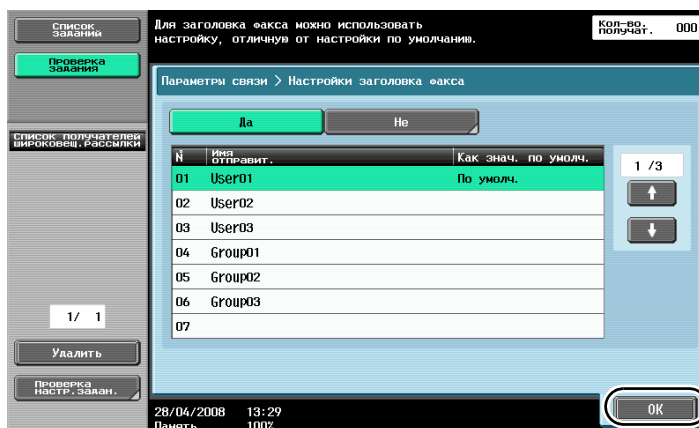 Список
заданий
Проверка
задания
Список получателей
широковещ.рассылки
1/ 1
Удалить
Проверка
настр.задан.
Для заголовка факса можно использовать
настройку, отличную от настройки по умолчанию.
Кол-во.
получат. 000
Параметры связи > Настройки заголовка факса
Да Не
N Имя отправит. Как знач. по умолч.
01 User01 По умолч.
02 User02
03 User03
04 Group01
05 Group02
06 Group03
07
1 /3
28/04/2008 13:29
Память 100%
OK